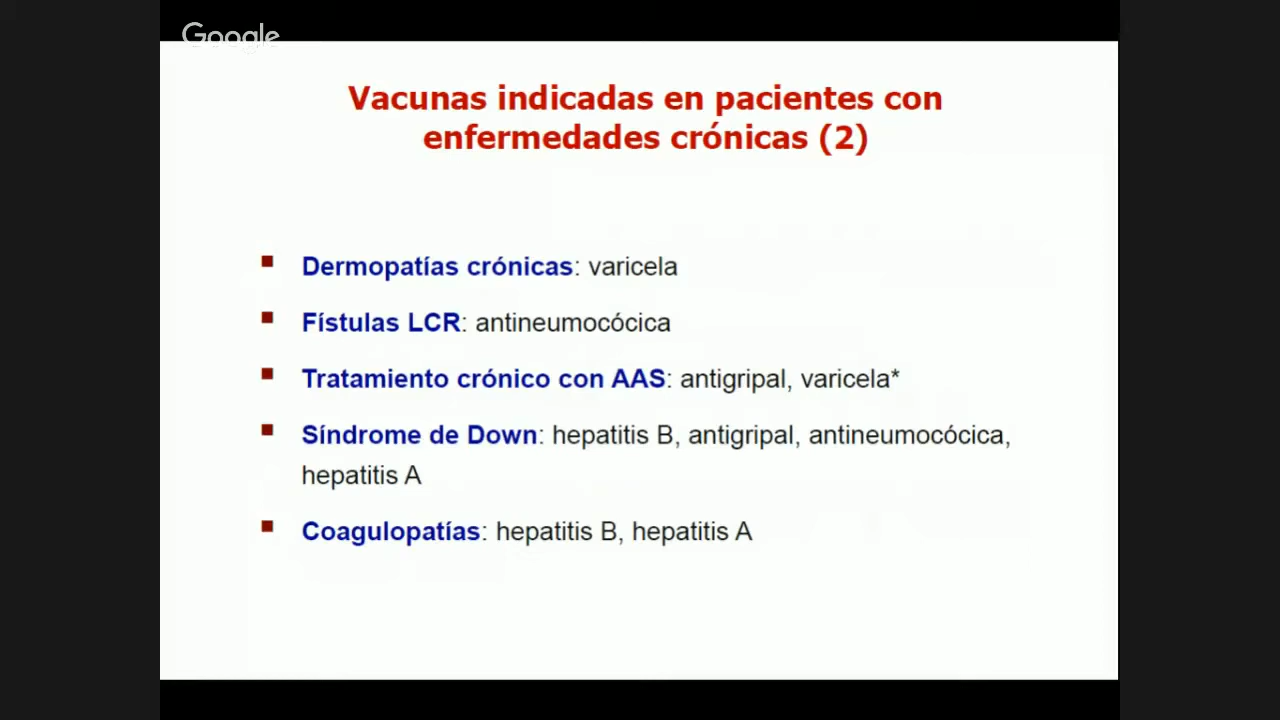 Google
Vacunas indicadas en pacientes con
enfermedades crónicas (2)
Dermopatías crónicas: varicela
Fístulas LCR: antineumocócica
Tratamiento crónico con AAS: antigripal, varicela*
Síndrome de Down: hepatitis B, antigripal, antineumocócica,
hepatitis A
Coagulopatías: hepatitis B, hepatitis A